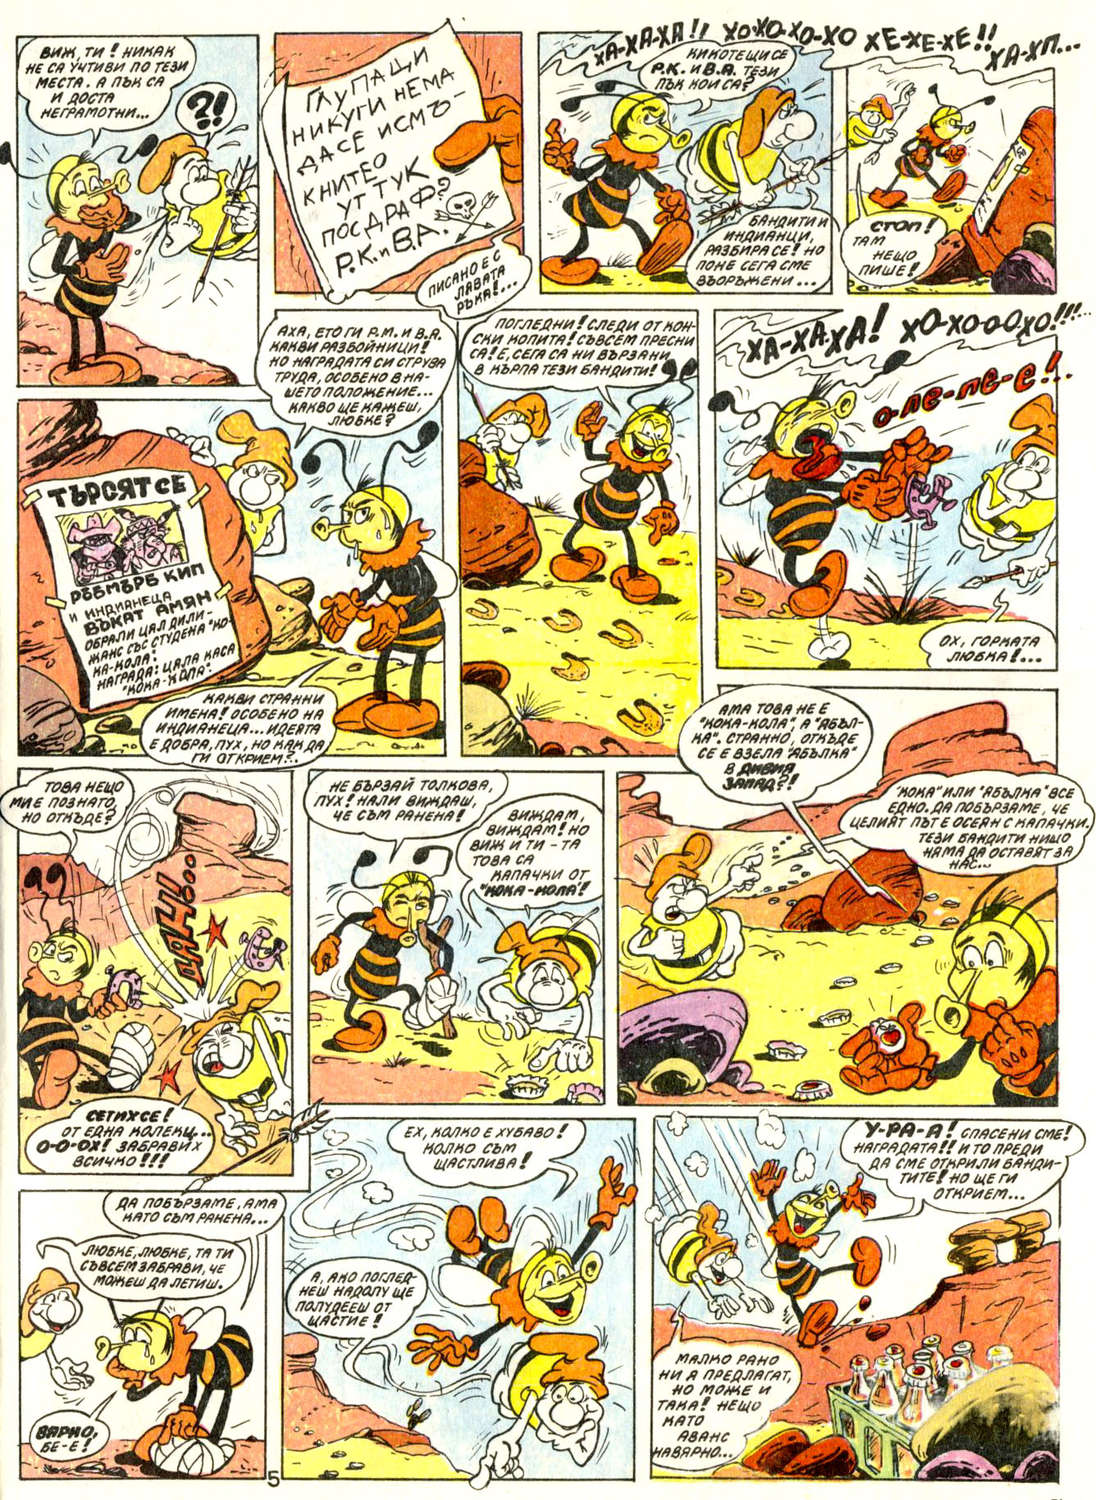 ВИЖ, ТИ! НИКАК
НЕ СА УЧТИВИ ПО ТЕЗИ
МЕСТА. А ПЪК СА
И ДОСТА
НЕГРАМОТНИ...
?!
ГЛУПАЩИ
НИКУГИ НЕМА
ДАСЕ ИСМЪ-
КНИТЕО
УТ ТУК
ПОСДРАФ?
Р.К. и В.А.
ПИСАНО Е С
ЛЯВАТА
РЪКА!...
ХА-ХА-ХА!! ХО-ХО-ХО-ХО ХЕ-ХЕ-ХЕ!!
ХА-ХП...
КИКОТЕЩИ СЕ
Р.К. И В.А. ТЕЗИ
ПЪК КОИ СА?
БАНДИТИ И
ИНДИАНЦИ,
РАЗБИРА СЕ! НО
ПОНЕ СЕГА СМЕ
ВЪОРЪЖЕНИ...
СТОП!
ТАМ
НЕЩО
ПИШЕ!
АХА, ЕТО ГИ Р.М. И В.А.
КАКВИ РАЗБОЙНИЦИ!
НО НАГРАДАТА СИ СТРУВА
ТРУДА, ОСОБЕНО В НА-
ШЕТО ПОЛОЖЕНИЕ...
КАКВО ЩЕ КАЖЕШ,
ЛЮБКЕ?
ТЪРСЯТ СЕ
РЪБМЪРБ КИП
И ИНДИАНЕЦА
ВЪКАТ АМЯН
ОБРАЛИ ЦЯЛ ДИЛИ-
ЖАНС СЪС СТУДЕНА "КО-
КА-КОЛА".
НАГРАДА: ЦЯЛА КАСА
"КОКА-КОЛА".
КАКВИ СТРАННИ
ИМЕНА! ОСОБЕНО НА
ИНДИАНЕЦА... ИДЕЯТА
Е ДОБРА, ПУХ, НО КАК ДА
ГИ ОТКРИЕМ?..
ПОГЛЕДНИ! СЛЕДИ ОТ КОН-
СКИ КОПИТА! СЪВСЕМ ПРЕСНИ
СА! Е, СЕГА СА НИ ВЪРЗАНИ
В КЪРПА ТЕЗИ БАНДИТИ!
ХА-ХА-ХА! ХО-ХО-О-О-ХО!!!...
О-ЛЕ-ЛЕ-Е!..
ОХ, ГОРКАТА
ЛЮБКА!...
ТОВА НЕЩО
МИ Е ПОЗНАТО,
НО ОТКЪДЕ?
ДАН!!...
СЕТИХ СЕ!
ОТ ЕДНА КОЛЕКЦ...
О-О-ОХ! ЗАБРАВИХ
ВСИЧКО!!!
НЕ БЪРЗАЙ ТОЛКОВА,
ПУХ! НАЛИ ВИЖДАШ,
ЧЕ СЪМ РАНЕНА!
ВИЖДАМ,
ВИЖДАМ! НО
ВИЖ И ТИ - ТА
ТОВА СА
КАПАЧКИ ОТ
"КОКА-КОЛА"!
АМА ТОВА НЕ Е
"КОКА-КОЛА", А "ЯБЪЛ-
КА". СТРАННО, ОТКЪДЕ
СЕ Е ВЗЕЛА "ЯБЪЛКА"
В ДИВИЯ
ЗАПАД?!
"КОКА" ИЛИ "ЯБЪЛКА" ВСЕ
ЕДНО. ДА ПОБЪРЗАМЕ, ЧЕ
ЦЕЛИЯТ ПЪТ Е ОСЕЯН С КАПАЧКИ.
ТЕЗИ БАНДИТИ НИЩО
НЯМА ДА ОСТАВЯТ ЗА
НАС...
ДА ПОБЪРЗАМЕ, АМА
КАТО СЪМ РАНЕНА...
ЛЮБКЕ, ЛЮБКЕ, ТА ТИ
СЪВСЕМ ЗАБРАВИ, ЧЕ
МОЖЕШ ДА ЛЕТИШ.
ВЯРНО,
БЕ-Е!
ЕХ, КОЛКО Е ХУБАВО!
КОЛКО СЪМ
ЩАСТЛИВА!
А, АКО ПОГЛЕД-
НЕШ НАДОЛУ ЩЕ
ПОЛУДЕЕШ ОТ
ЩАСТИЕ!
У-РА-А! СПАСЕНИ СМЕ!
НАГРАДАТА!! И ТО ПРЕДИ
ДА СМЕ ОТКРИЛИ БАНДИ-
ТИТЕ! НО ЩЕ ГИ
ОТКРИЕМ...
МАЛКО РАНО
НИ Я ПРЕДЛАГАТ,
НО МОЖЕ И
ТАКА! НЕЩО
КАТО
АВАНС
НАВЯРНО...
5